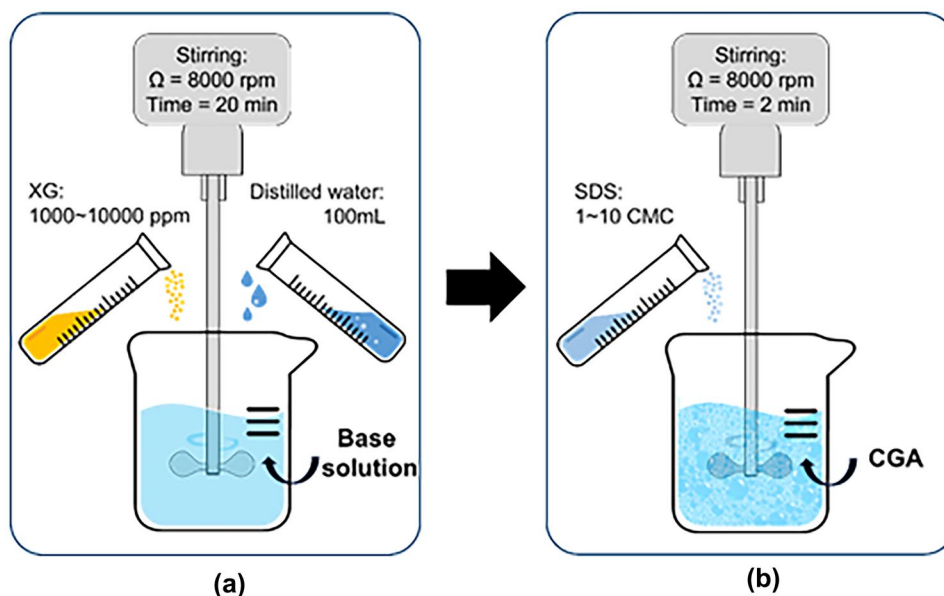 Stirring:
Ω = 8000 rpm
Time = 20 min
XG:
1000~10000 ppm
Distilled water:
100mL
Base
solution
(a)
Stirring:
Ω = 8000 rpm
Time = 2 min
SDS:
1~10 CMC
CGA
(b)